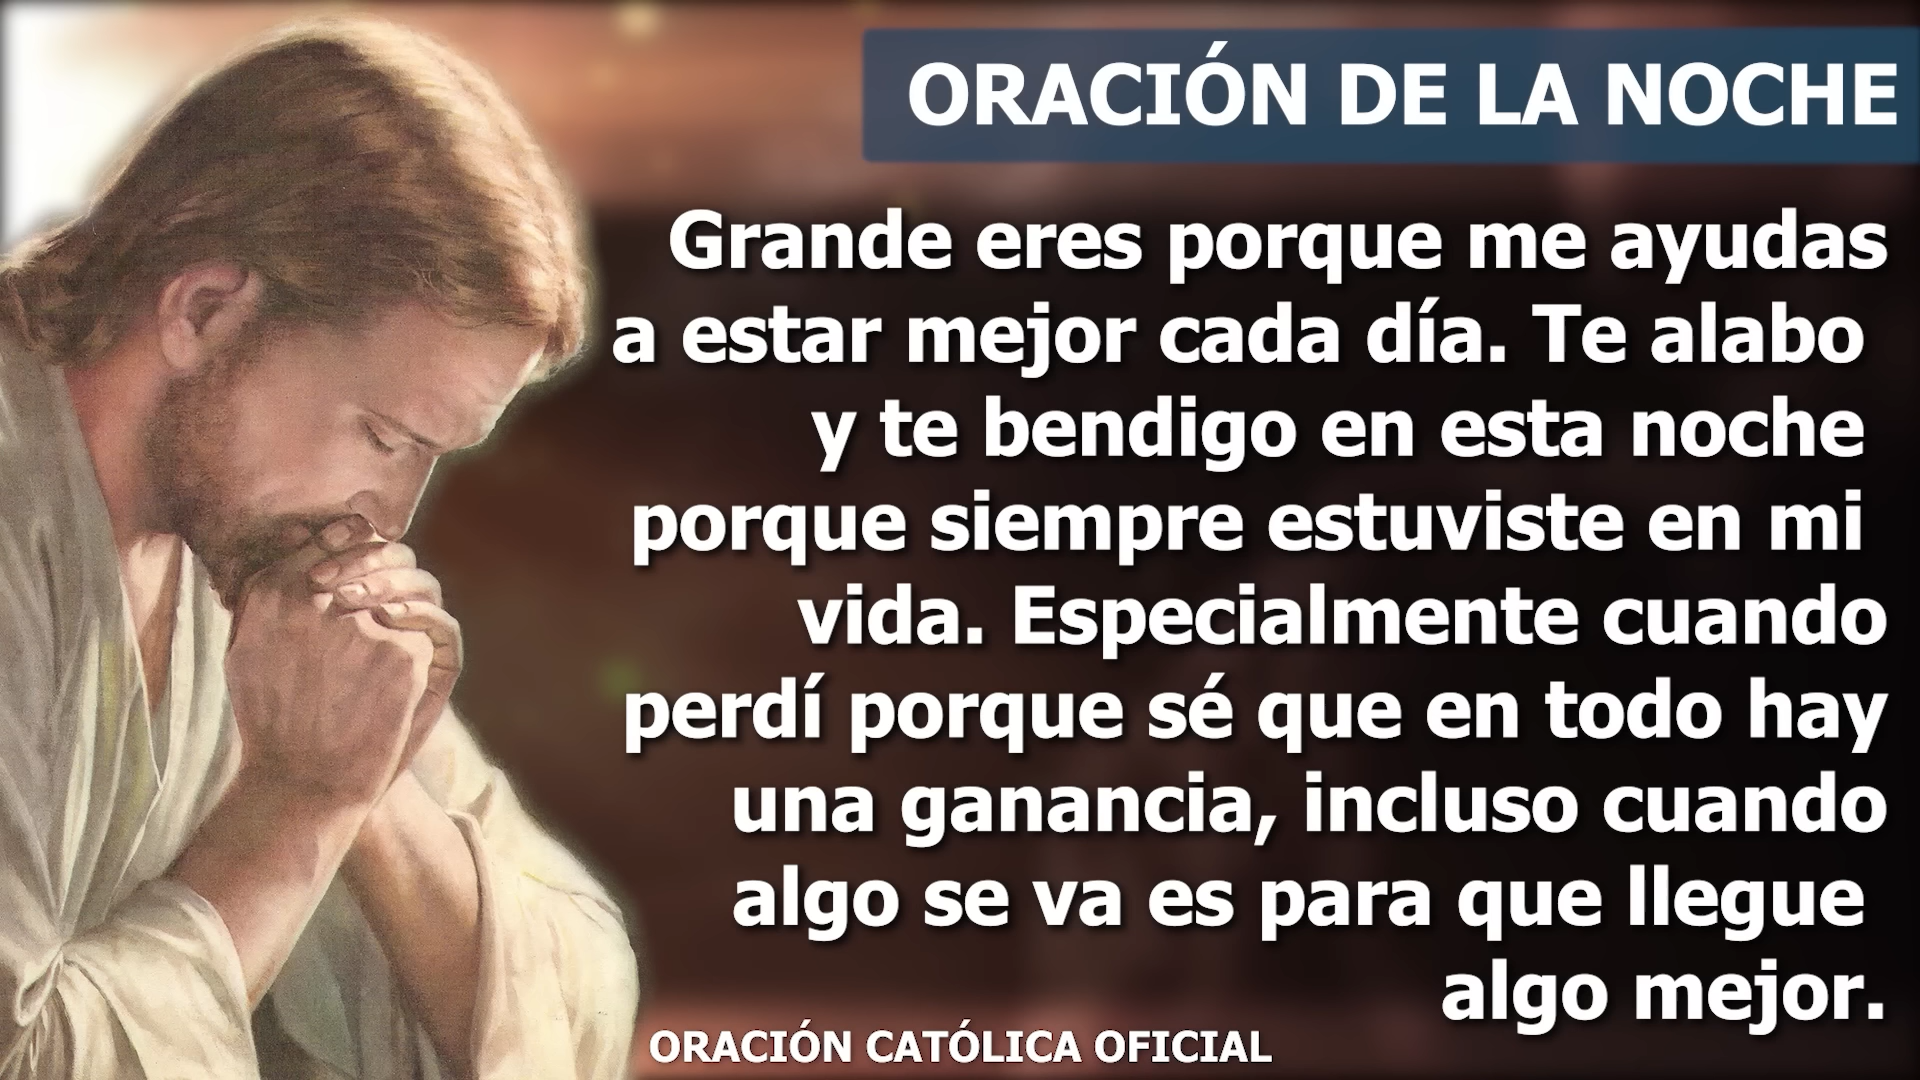 ORACIÓN DE LA NOCHE
Grande eres porque me ayudas
a estar mejor cada día. Te alabo
y te bendigo en esta noche
porque siempre estuviste en mi
vida. Especialmente cuando
perdí porque sé que en todo hay
una ganancia, incluso cuando
algo se va es para que llegue
algo mejor.
ORACIÓN CATÓLICA OFICIAL